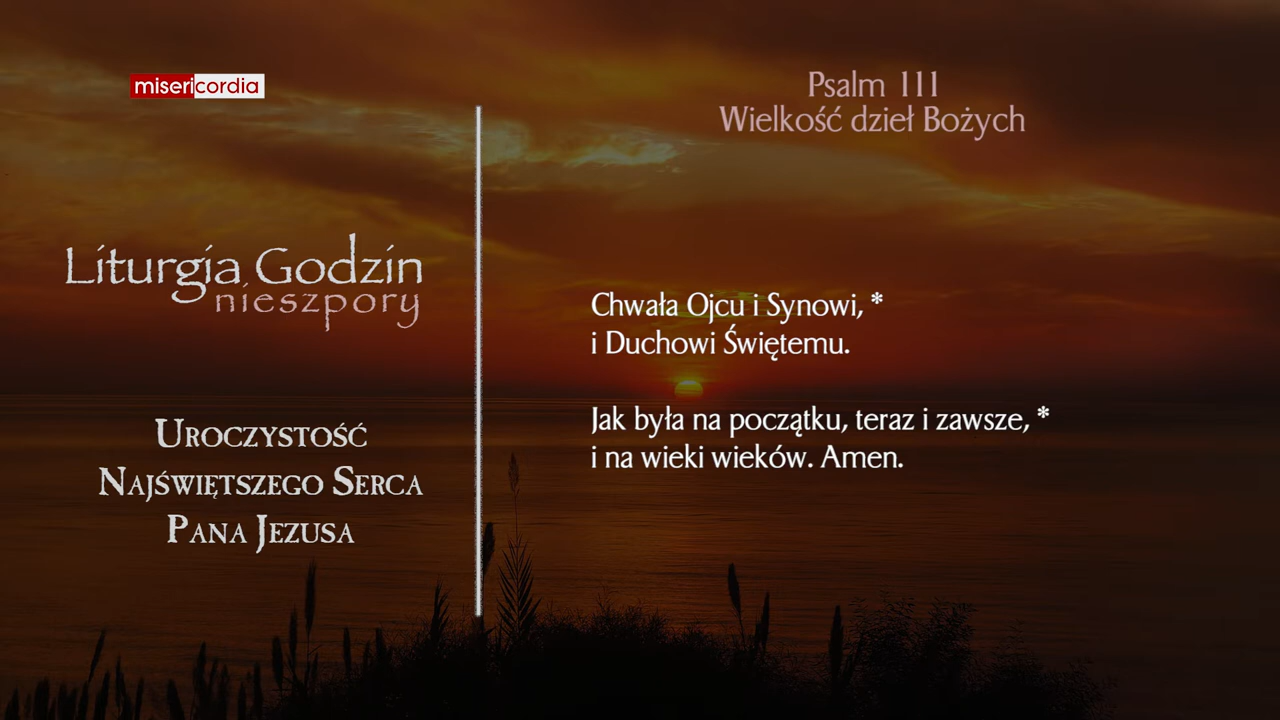 misericordia
Liturgia Godzin
nieszpory
Uroczystość
Najświętszego Serca
Pana Jezusa
Psalm 111
Wielkość dzieł Bożych
Chwała Ojcu i Synowi, *
i Duchowi Świętemu.
Jak była na początku, teraz i zawsze, *
i na wieki wieków. Amen.